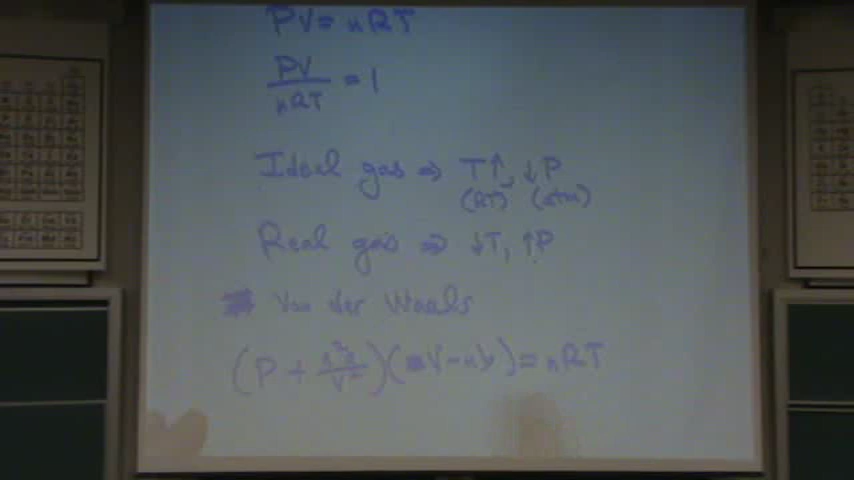 PV = nRT
PV/nRT = 1
Ideal gas ⇒ T↑, ↓P
(RT) (atm)
Real gas ⇒ ↓T, ↑P
Van der Waals
(P + n²a/V²)(V-nb) = nRT